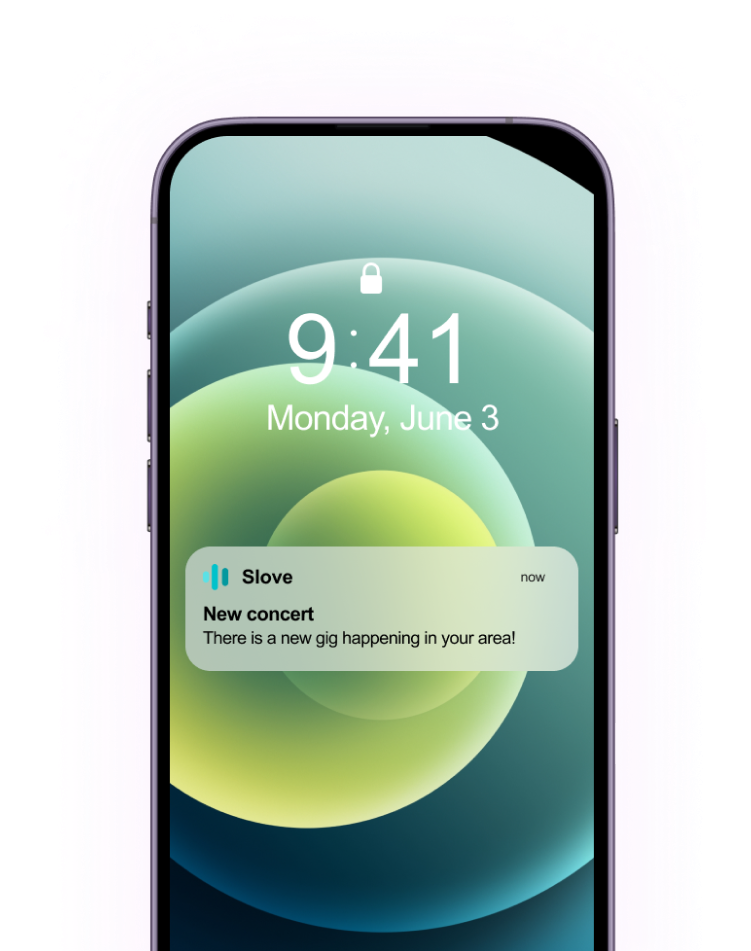 9:41
Monday, June 3
Slove now
New concert
There is a new gig happening in your area!